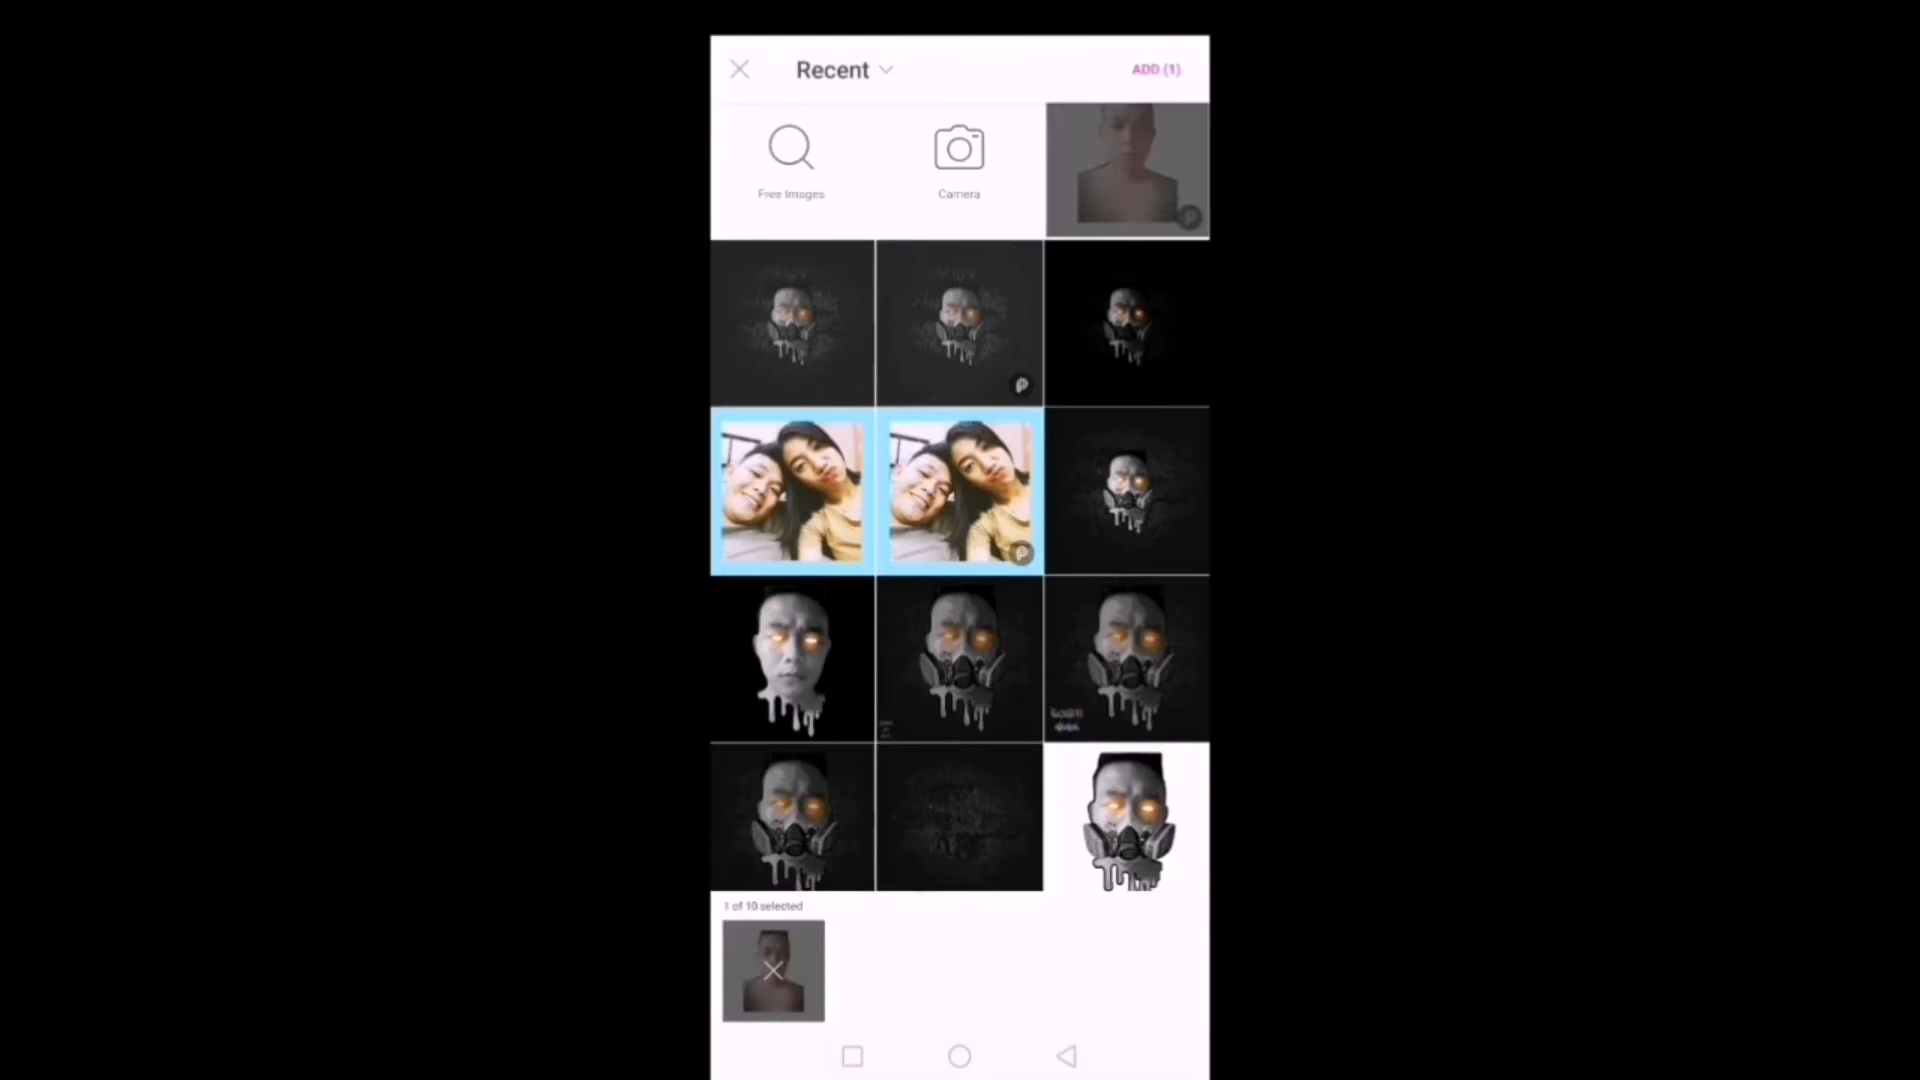 Recent
ADD (1)
Free Images
Camera
1 of 10 selected